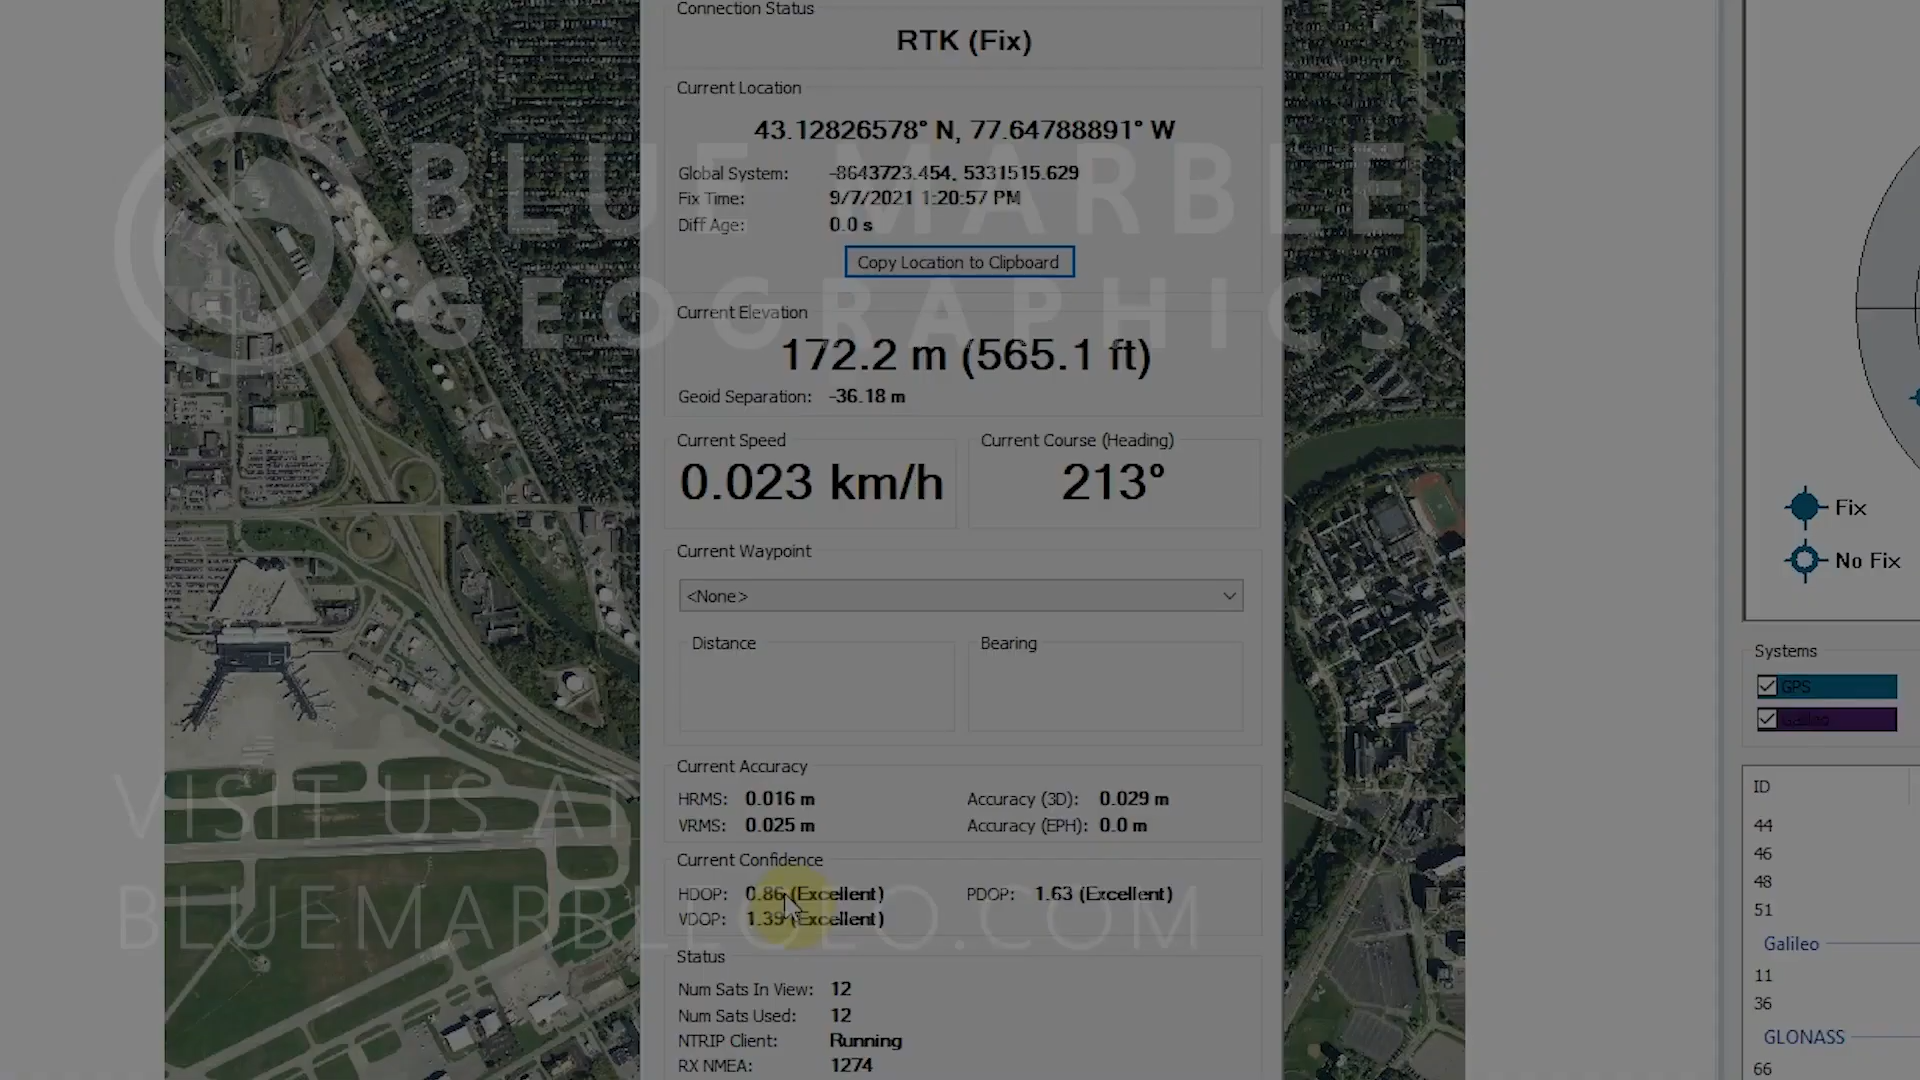 Connection Status
RTK (Fix)
Current Location
43.12826578° N, 77.64788891° W
Global System: -8643723.454, 5331515.629
Fix Time: 9/7/2021 1:20:57 PM
Diff Age: 0.0 s
Copy Location to Clipboard
BLUE MARBLE
GEOGRAPHICS
Current Elevation
172.2 m (565.1 ft)
Geoid Separation: -36.18 m
Current Speed
0.023 km/h
Current Course (Heading)
213°
Current Waypoint
<None>
Distance
Bearing
Current Accuracy
HRMS: 0.016 m
Accuracy (3D): 0.029 m
VRMS: 0.025 m
Accuracy (EPH): 0.0 m
VISIT US AT
Current Confidence
HDOP: 0.86 (Excellent)
PDOP: 1.63 (Excellent)
VDOP: 1.39 (Excellent)
BLUEMARBLEGEO.COM
Status
Num Sats In View: 12
Num Sats Used: 12
NTRIP Client: Running
RX NMEA: 1274
Fix
No Fix
Systems
GPS
Galileo
ID
44
46
48
51
Galileo
11
36
GLONASS
66